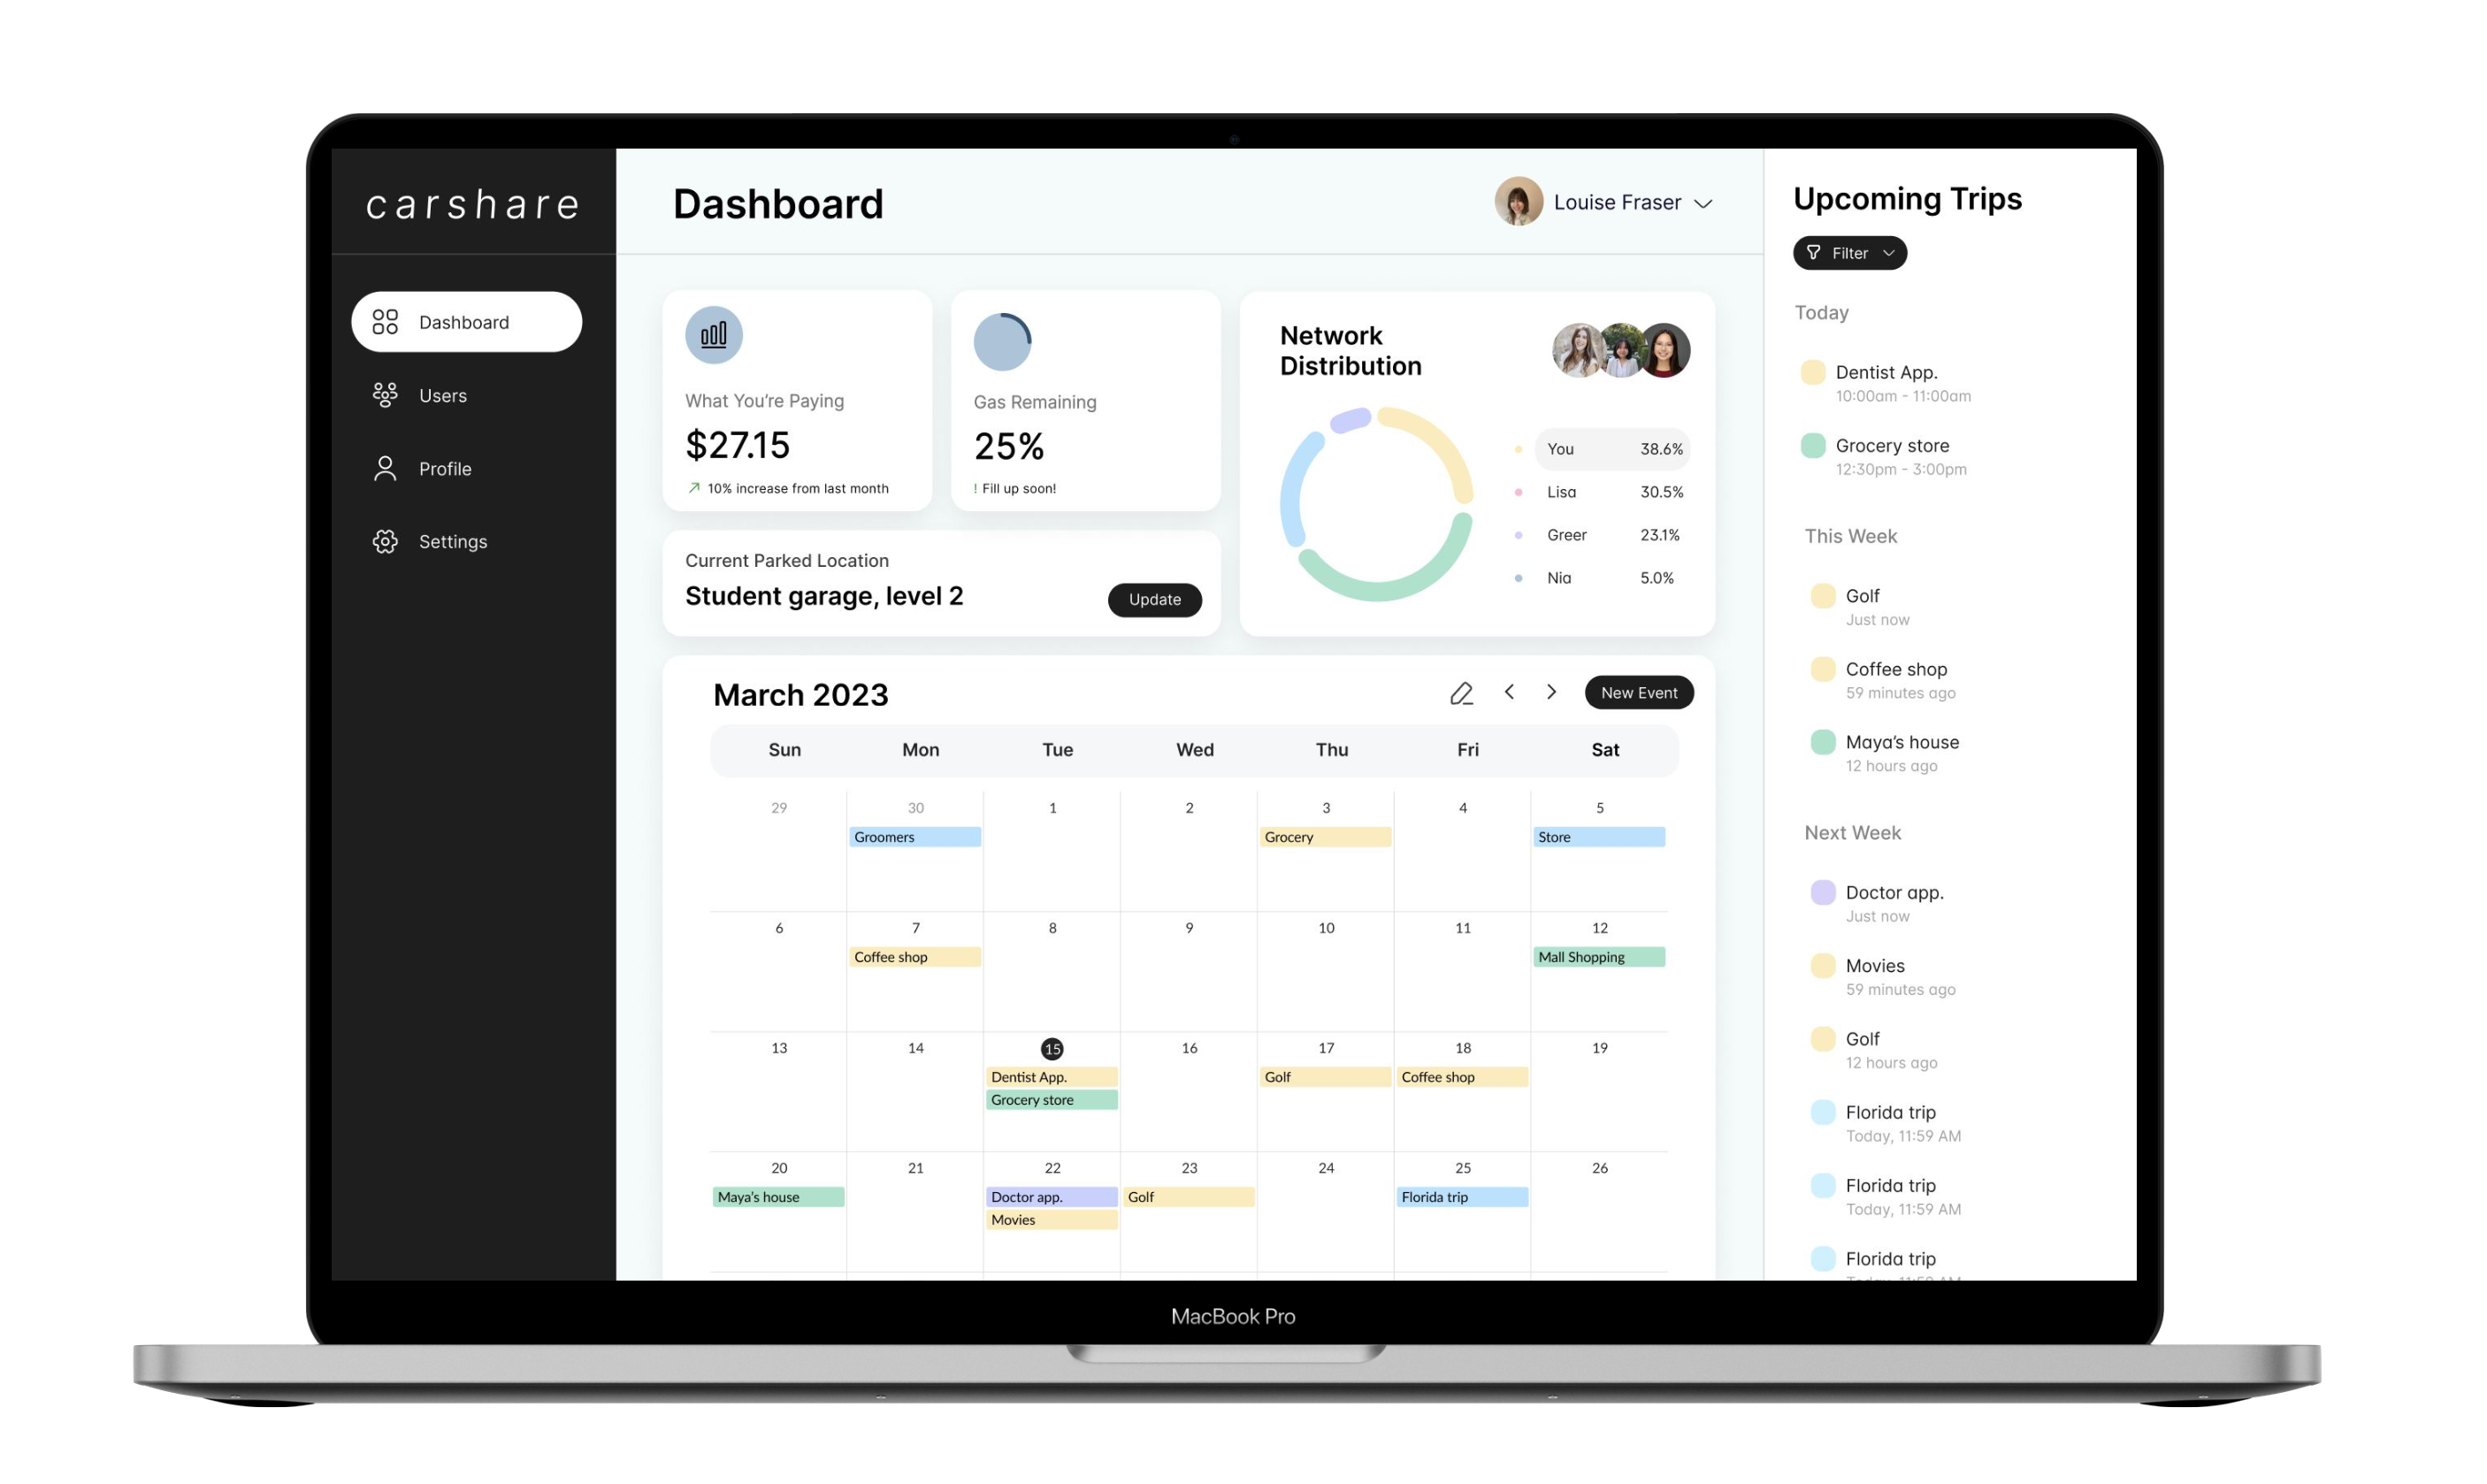 carshare
Dashboard
Users
Profile
Settings
Dashboard
Louise Fraser
What You're Paying
$27.15
10% increase from last month
Gas Remaining
25%
! Fill up soon!
Current Parked Location
Student garage, level 2
Update
Network
Distribution
You 38.6%
Lisa 30.5%
Greer 23.1%
Nia 5.0%
March 2023
New Event
Sun Mon Tue Wed Thu Fri Sat
29 30 1 2 3 4 5
Groomers Grocery Store
6 7 8 9 10 11 12
Coffee shop Mall Shopping
13 14 15 16 17 18 19
Dentist App. Golf Coffee shop
Grocery store
20 21 22 23 24 25 26
Maya's house Doctor app. Golf Florida trip
Movies
Upcoming Trips
Filter
Today
Dentist App.
10:00am - 11:00am
Grocery store
12:30pm - 3:00pm
This Week
Golf
Just now
Coffee shop
59 minutes ago
Maya's house
12 hours ago
Next Week
Doctor app.
Just now
Movies
59 minutes ago
Golf
12 hours ago
Florida trip
Today, 11:59 AM
Florida trip
Today, 11:59 AM
Florida trip
MacBook Pro